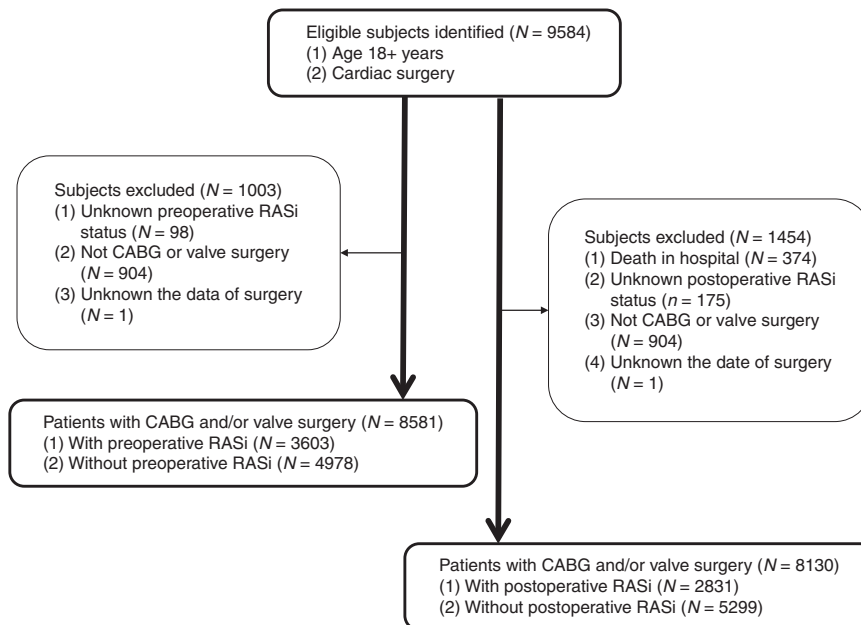 Eligible subjects identified (N = 9584)
(1) Age 18+ years
(2) Cardiac surgery
Subjects excluded (N = 1003)
(1) Unknown preoperative RASi
status (N = 98)
(2) Not CABG or valve surgery
(N = 904)
(3) Unknown the data of surgery
(N = 1)
Subjects excluded (N = 1454)
(1) Death in hospital (N = 374)
(2) Unknown postoperative RASi
status (n = 175)
(3) Not CABG or valve surgery
(N = 904)
(4) Unknown the date of surgery
(N = 1)
Patients with CABG and/or valve surgery (N = 8581)
(1) With preoperative RASi (N = 3603)
(2) Without preoperative RASi (N = 4978)
Patients with CABG and/or valve surgery (N = 8130)
(1) With postoperative RASi (N = 2831)
(2) Without postoperative RASi (N = 5299)